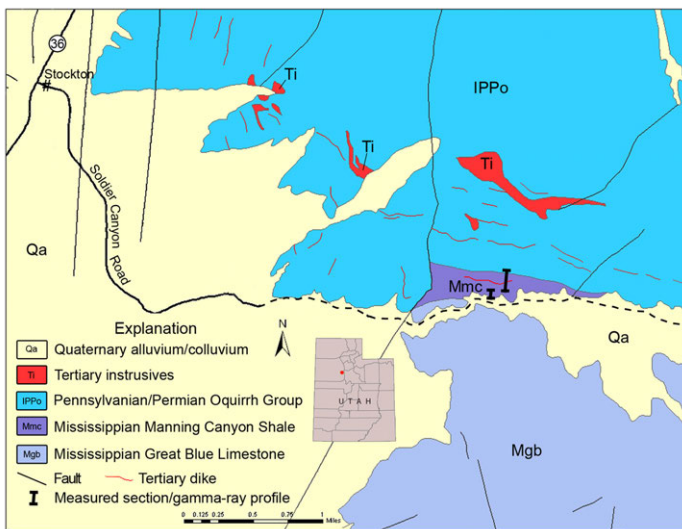 36
Stockton
Ti
IPPo
Ti
Ti
Soldier Canyon Road
Qa
Mmc
Qa
Mgb
Explanation
Qa Quaternary alluvium/colluvium
Ti Tertiary instrusives
IPPo Pennsylvanian/Permian Oquirrh Group
Mmc Mississippian Manning Canyon Shale
Mgb Mississippian Great Blue Limestone
Fault Tertiary dike
Measured section/gamma-ray profile
N
UTAH
0 0.125 0.25 0.5 0.75 1
Miles